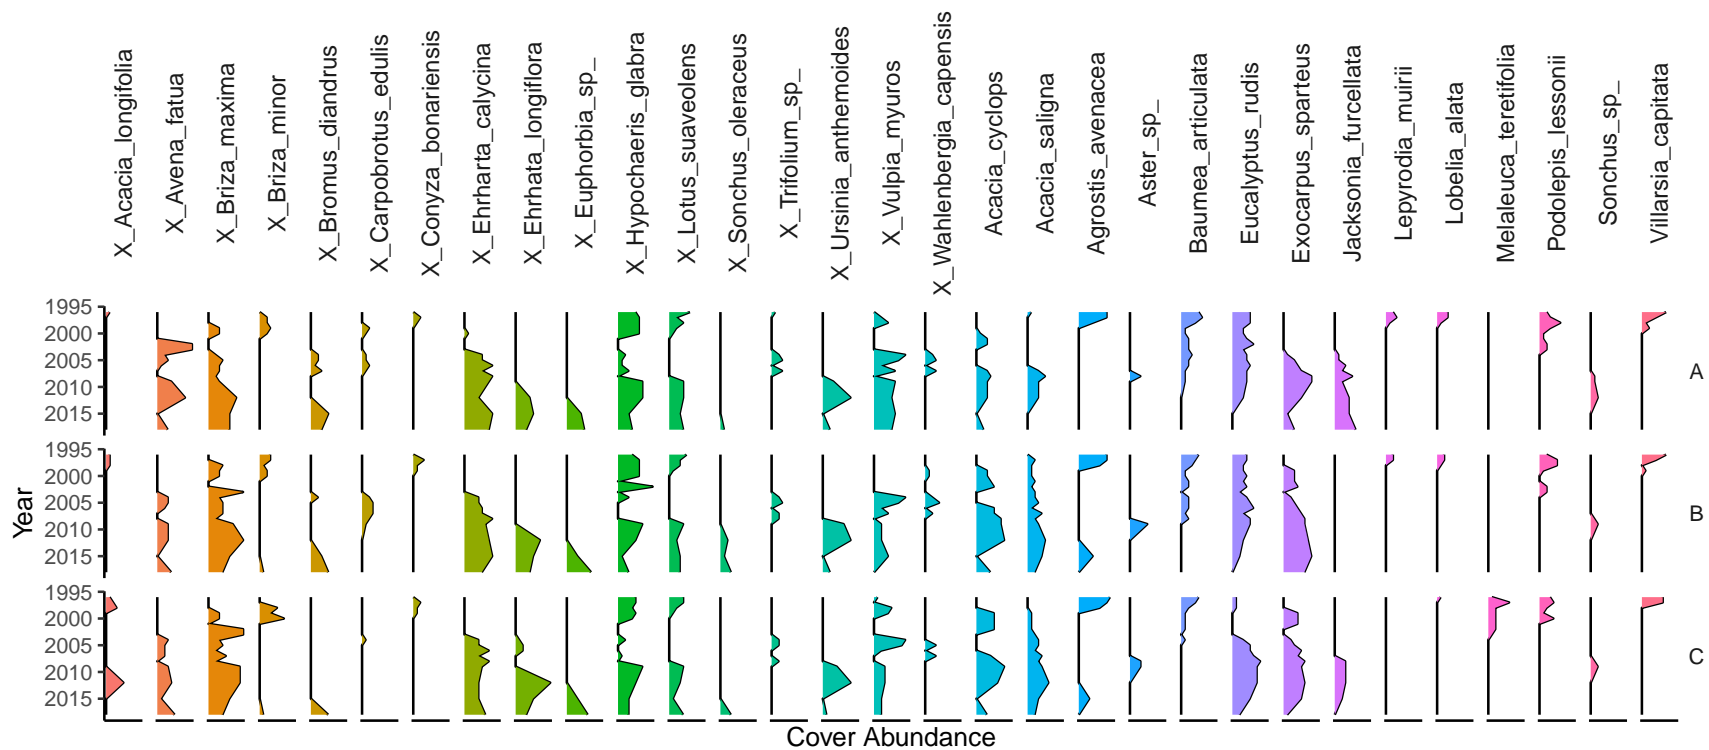 X_Acacia_longifolia
X_Avena_fatua
X_Briza_maxima
X_Briza_minor
X_Bromus_diandrus
X_Carpobrotus_edulis
X_Conyza_bonariensis
X_Ehrharta_calycina
X_Ehrhata_longiflora
X_Euphorbia_sp_
X_Hypochaeris_glabra
X_Lotus_suaveolens
X_Sonchus_oleraceus
X_Trifolium_sp_
X_Ursinia_anthemoides
X_Vulpia_myuros
X_Wahlenbergia_capensis
Acacia_cyclops
Acacia_saligna
Agrostis_avenacea
Aster_sp_
Baumea_articulata
Eucalyptus_rudis
Exocarpus_sparteus
Jacksonia_furcellata
Lepyrodia_muirii
Lobelia_alata
Melaleuca_teretifolia
Podolepis_lessonii
Sonchus_sp_
Villarsia_capitata
Year
1995
2000
2005
2010
2015
A
1995
2000
2005
2010
2015
B
1995
2000
2005
2010
2015
C
Cover Abundance